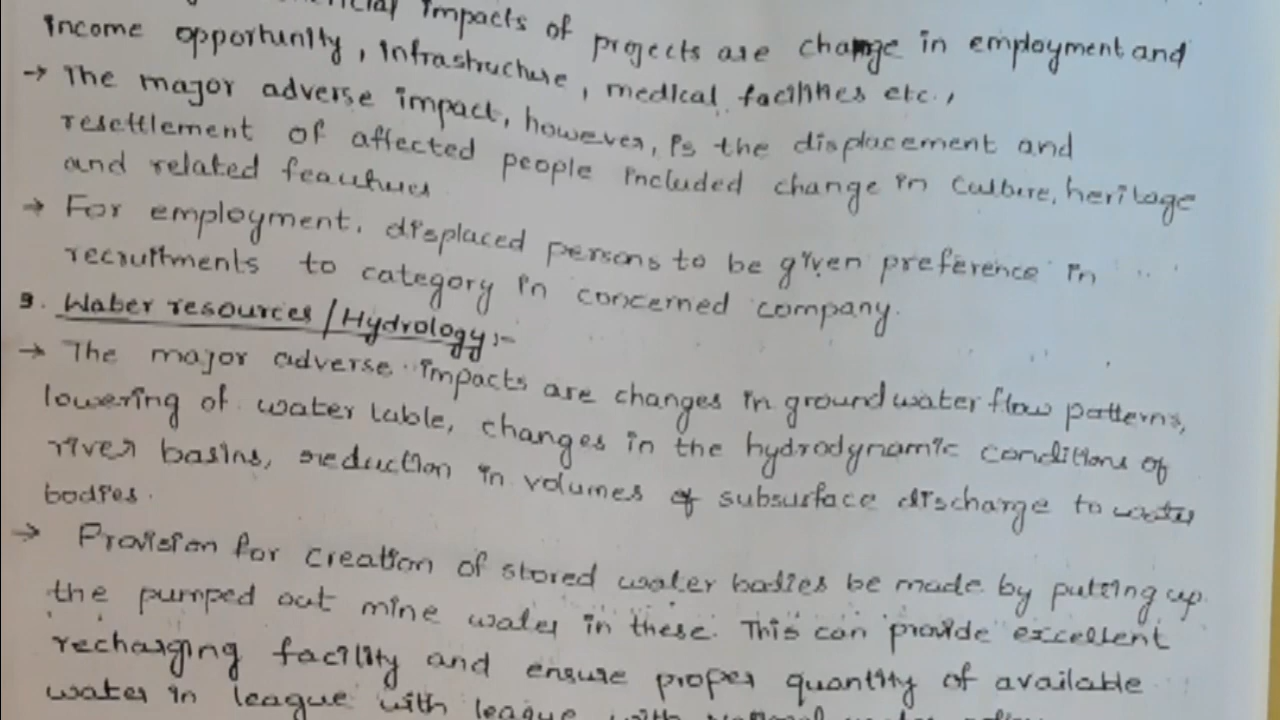 impacts of projects are change in employment and
income opportunity, infrastructure, medical facilities etc.,
→ The major adverse impact, however, is the displacement and
resettlement of affected people included change in culture, heritage
and related feautures
→ For employment, displaced persons to be given preference in
recruitments to category in concerned company.
9. Water resources/Hydrology:-
→ The major adverse impacts are changes in ground water flow patterns,
lowering of water table, changes in the hydrodynamic conditions of
river basins, reduction in volumes of subsurface discharge to water
bodies.
→ Provision for creation of stored water bodies be made by putting up
the pumped out mine water in these. This can provide excellent
recharging facility and ensure proper quantity of available
water in league with league with